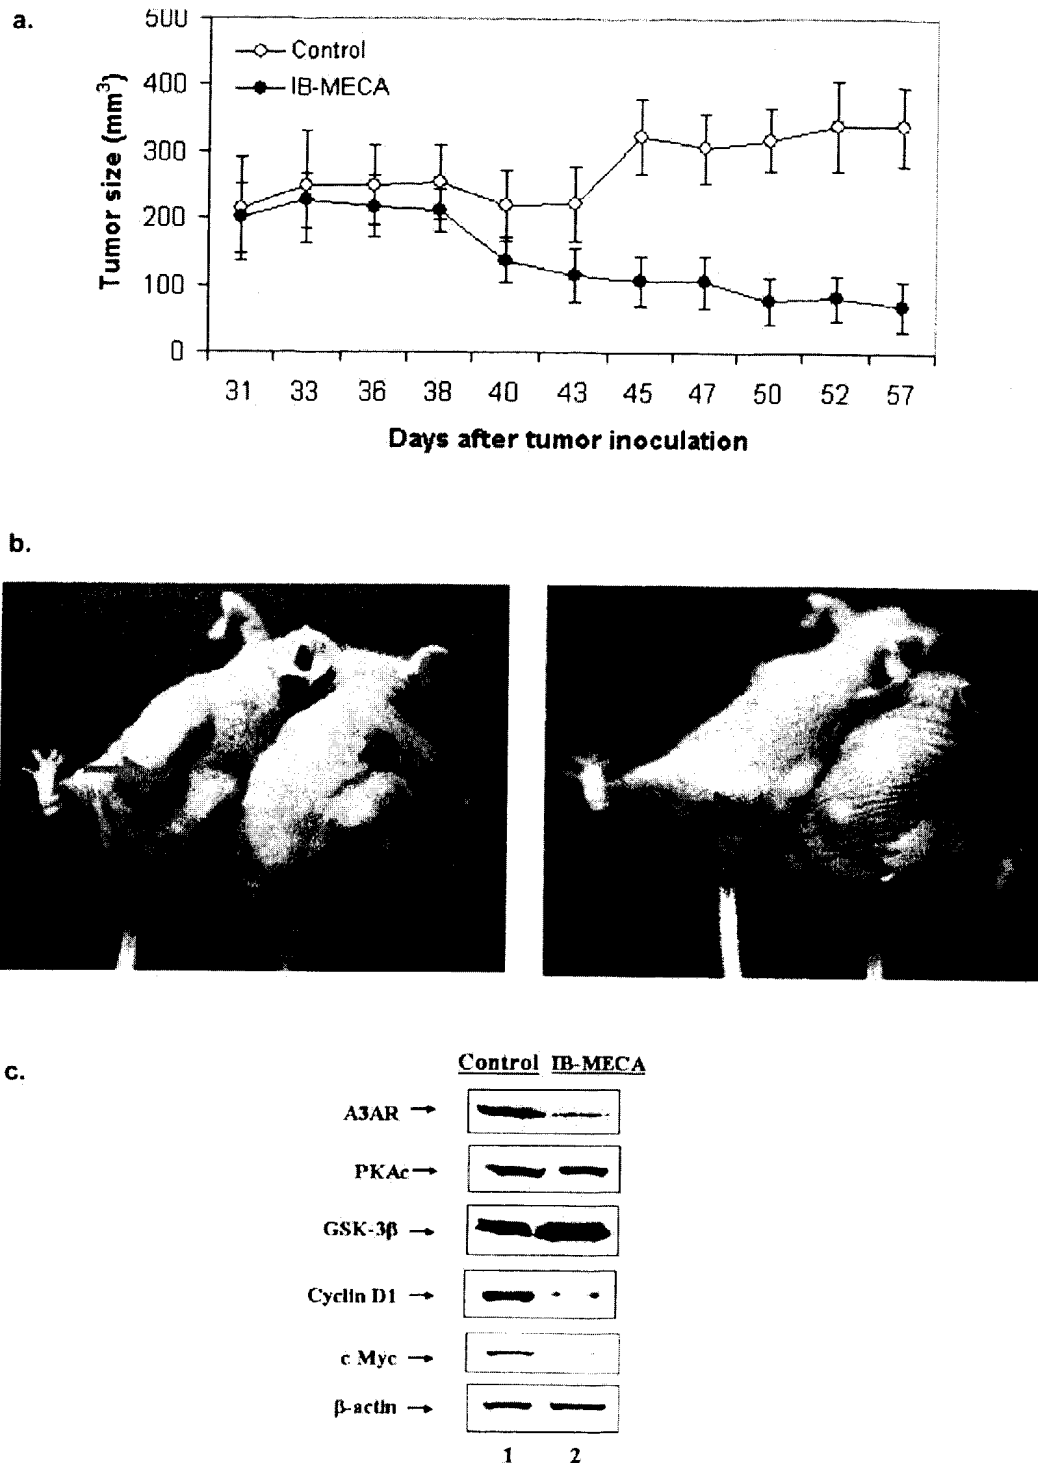 a.
500
400
300
200
100
0
Tumor size (mm³)
Control
IB-MECA
31 33 36 38 40 43 45 47 50 52 57
Days after tumor inoculation
b.
c.
Control IB-MECA
A3AR →
PKAc →
GSK-3β →
Cyclin D1 →
c Myc →
β-actin →
1 2